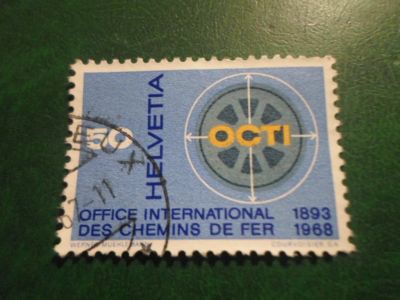 50
HELVETIA
OCTI
OFFICE INTERNATIONAL 1893
DES CHEMINS DE FER 1968
COURVOISIER S.A.